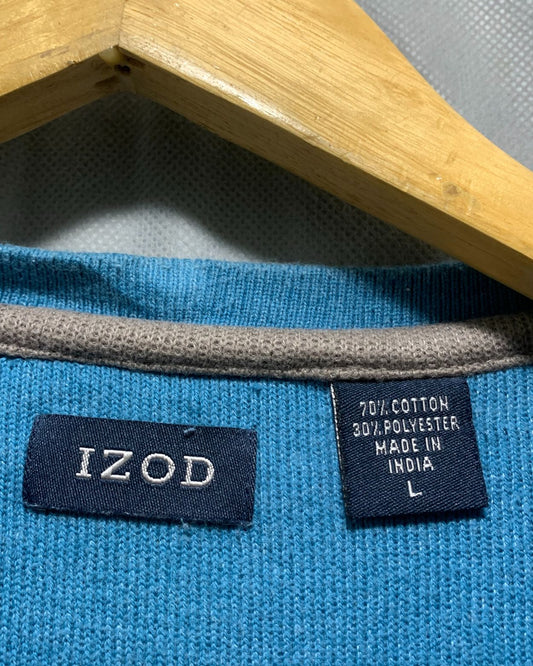 IZOD
70% COTTON
30% POLYESTER
MADE IN
INDIA
L